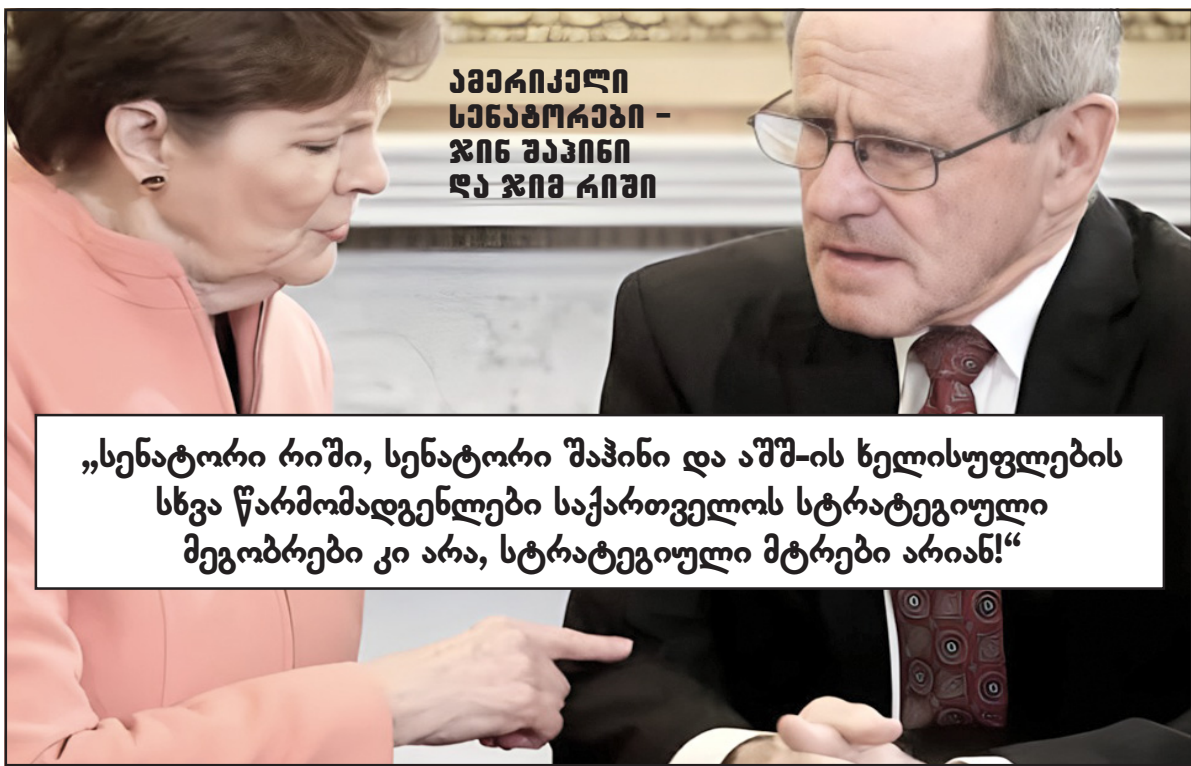 ამერიკელი
სენატორები –
ჯინ შაჰინი
და ჯიმ რიში
„სენატორი რიში, სენატორი შაჰინი და აშშ-ის ხელისუფლების
სხვა წარმომადგენლები საქართველოს სტრატეგიული
მეგობრები კი არა, სტრატეგიული მტრები არიან!“